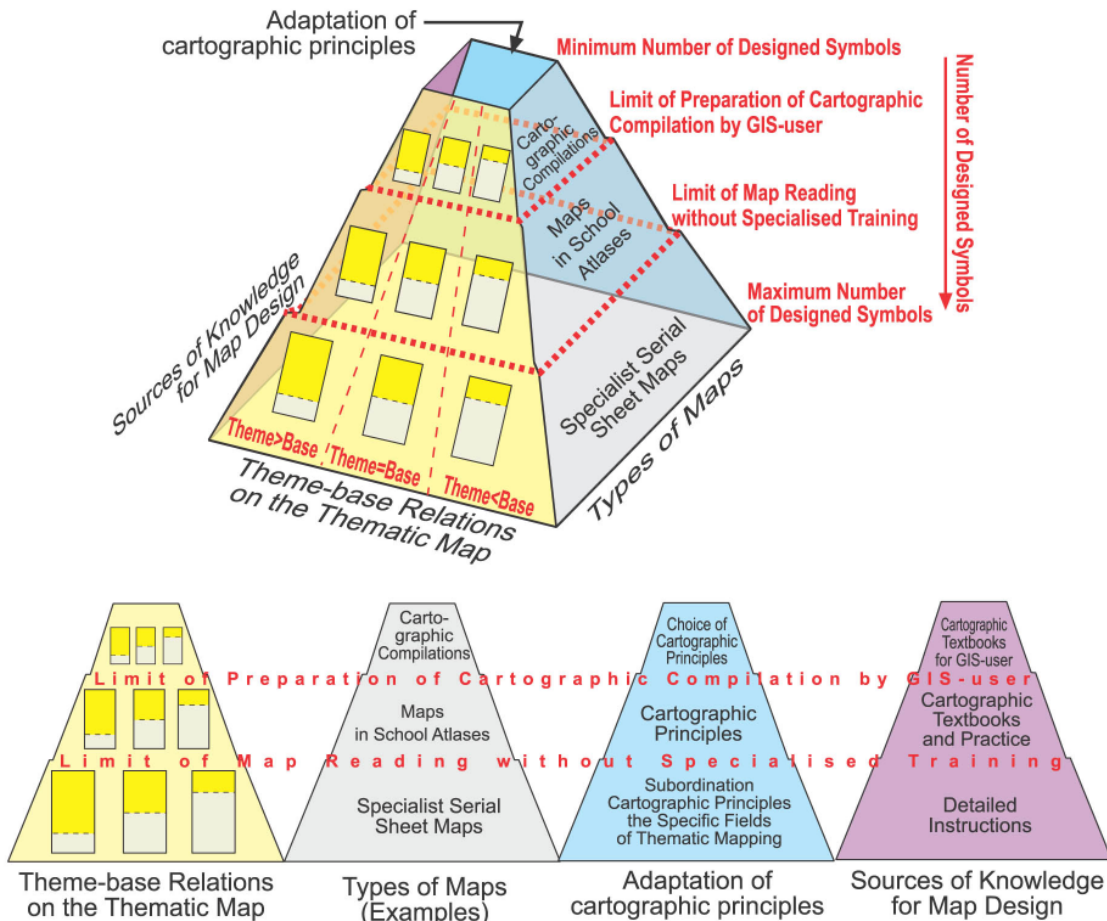 Adaptation of
cartographic principles
Minimum Number of Designed Symbols
Limit of Preparation of Cartographic
Compilation by GIS-user
Limit of Map Reading
without Specialised Training
Maximum Number
of Designed Symbols
Number of Designed Symbols
Carto-
graphic
Compilations
Maps
in School
Atlases
Specialist Serial
Sheet Maps
Sources of Knowledge
for Map Design
Theme>Base
Theme=Base
Theme<Base
Theme-base Relations
on the Thematic Map
Types of Maps
Carto-
graphic
Compilations
Choice of
Cartographic
Principles
Cartographic
Textbooks
for GIS-user
Limit of Preparation of Cartographic Compilation by GIS-user
Maps
in School Atlases
Cartographic
Principles
Cartographic
Textbooks
and Practice
Limit of Map Reading without Specialised Training
Specialist Serial
Sheet Maps
Subordination
Cartographic Principles
the Specific Fields
of Thematic Mapping
Detailed
Instructions
Theme-base Relations
on the Thematic Map
Types of Maps
(Examples)
Adaptation of
cartographic principles
Sources of Knowledge
for Map Design